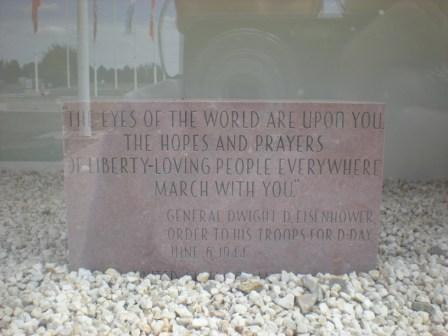 "THE EYES OF THE WORLD ARE UPON YOU.
THE HOPES AND PRAYERS
OF LIBERTY-LOVING PEOPLE EVERYWHERE
MARCH WITH YOU."
GENERAL DWIGHT D. EISENHOWER
ORDER TO HIS TROOPS FOR D-DAY
JUNE 6, 1944